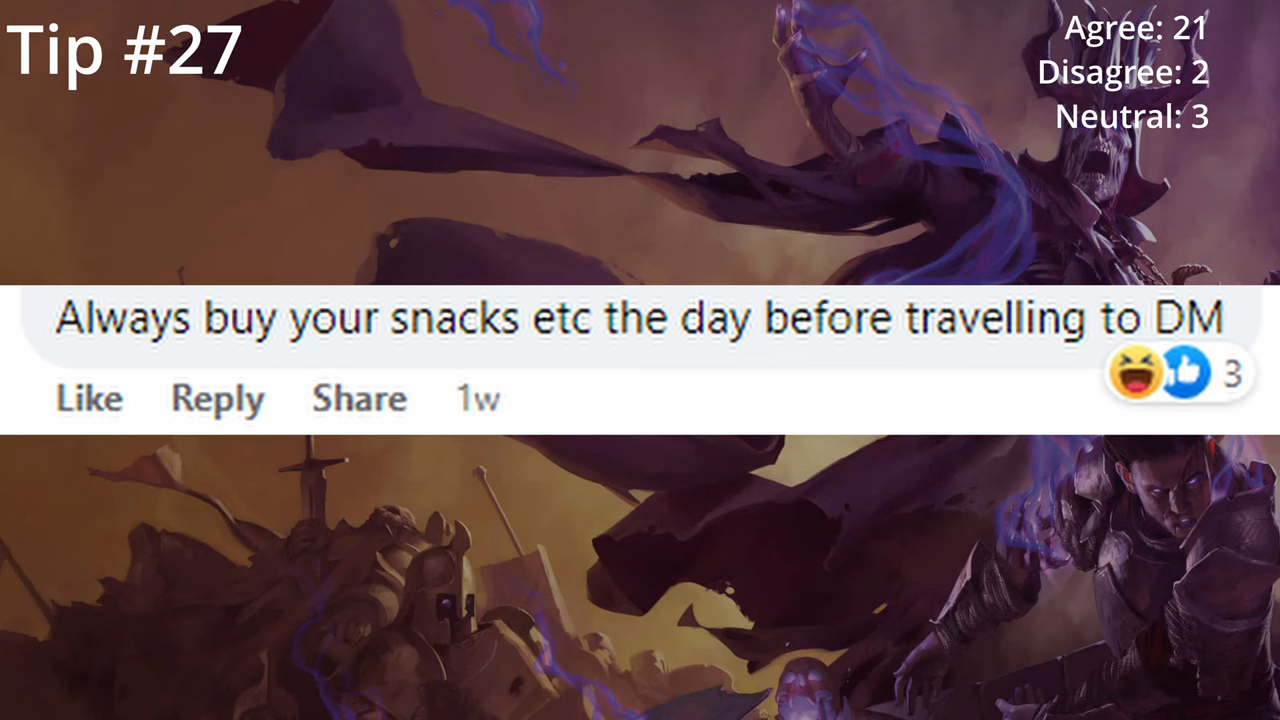 Tip #27
Agree: 21
Disagree: 2
Neutral: 3
Always buy your snacks etc the day before travelling to DM
3
Like Reply Share 1w